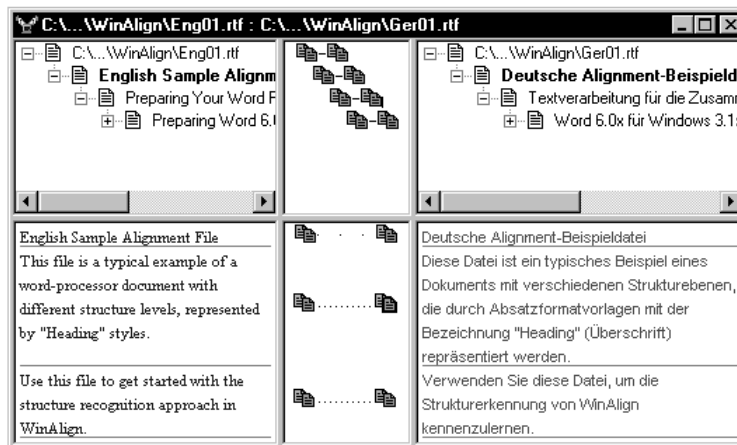 C:\...\WinAlign\Eng01.rtf : C:\...\WinAlign\Ger01.rtf
C:\...\WinAlign\Eng01.rtf
English Sample Alignm
Preparing Your Word P
Preparing Word 6.(
C:\...\WinAlign\Ger01.rtf
Deutsche Alignment-Beispield
Textverarbeitung für die Zusamm
Word 6.0x für Windows 3.1:
English Sample Alignment File
This file is a typical example of a
word-processor document with
different structure levels, represented
by "Heading" styles.
Use this file to get started with the
structure recognition approach in
WinAlign.
Deutsche Alignment-Beispieldatei
Diese Datei ist ein typisches Beispiel eines
Dokuments mit verschiedenen Strukturebenen,
die durch Absatzformatvorlagen mit der
Bezeichnung "Heading" (Überschrift)
repräsentiert werden.
Verwenden Sie diese Datei, um die
Strukturerkennung von WinAlign
kennenzulernen.